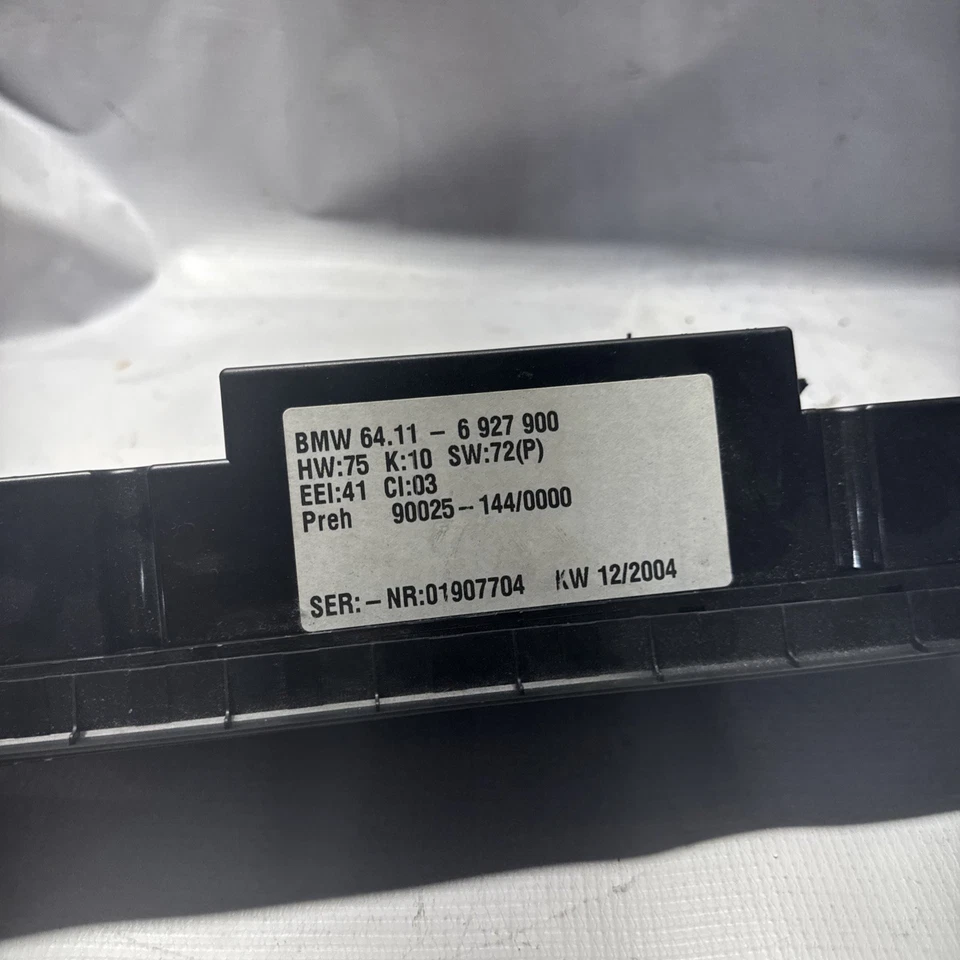 BMW 64.11 – 6 927 900
HW:75 K:10 SW:72(P)
EEI:41 CI:03
Preh 90025–144/0000
SER:–NR:01907704 KW 12/2004